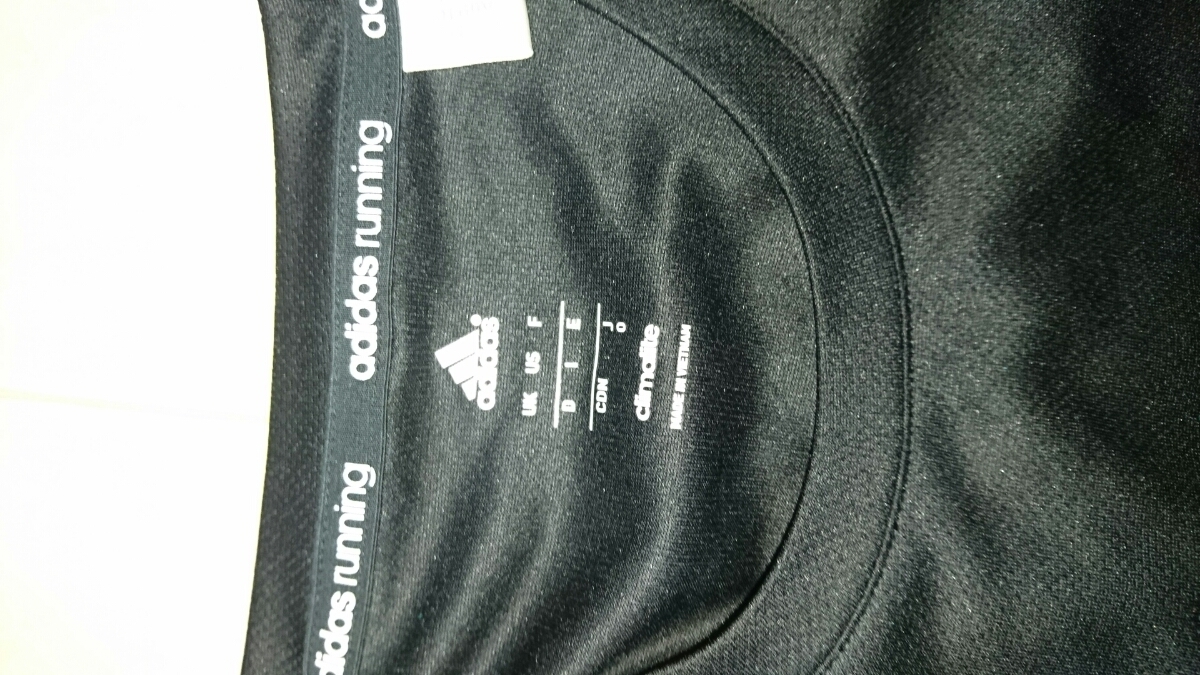 adidas running
adidas running
adidas
UK US F
D I E
CDN J
O
climalite
MADE IN VIETNAM